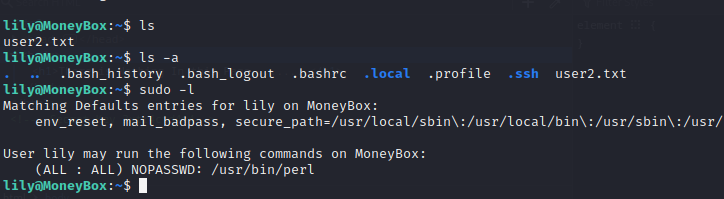 lily@MoneyBox:~$ ls
user2.txt
lily@MoneyBox:~$ ls -a
. .. .bash_history .bash_logout .bashrc .local .profile .ssh user2.txt
lily@MoneyBox:~$ sudo -l
Matching Defaults entries for lily on MoneyBox:
env_reset, mail_badpass, secure_path=/usr/local/sbin\:/usr/local/bin\:/usr/sbin\:/usr/
User lily may run the following commands on MoneyBox:
(ALL : ALL) NOPASSWD: /usr/bin/perl
lily@MoneyBox:~$